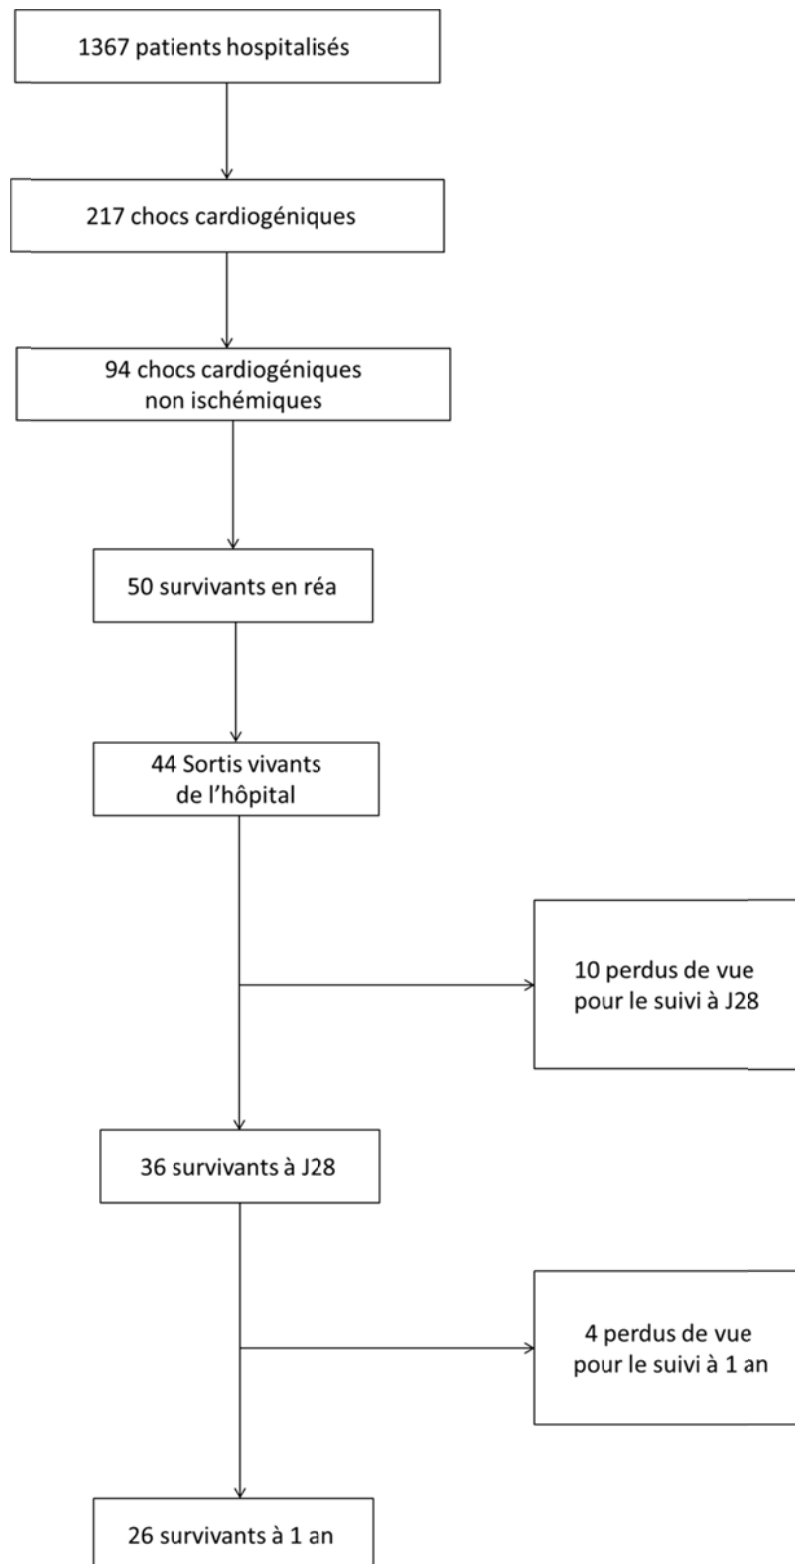 1367 patients hospitalisés
217 chocs cardiogéniques
94 chocs cardiogéniques
non ischémiques
50 survivants en réa
44 Sortis vivants
de l'hôpital
10 perdus de vue
pour le suivi à J28
36 survivants à J28
4 perdus de vue
pour le suivi à 1 an
26 survivants à 1 an